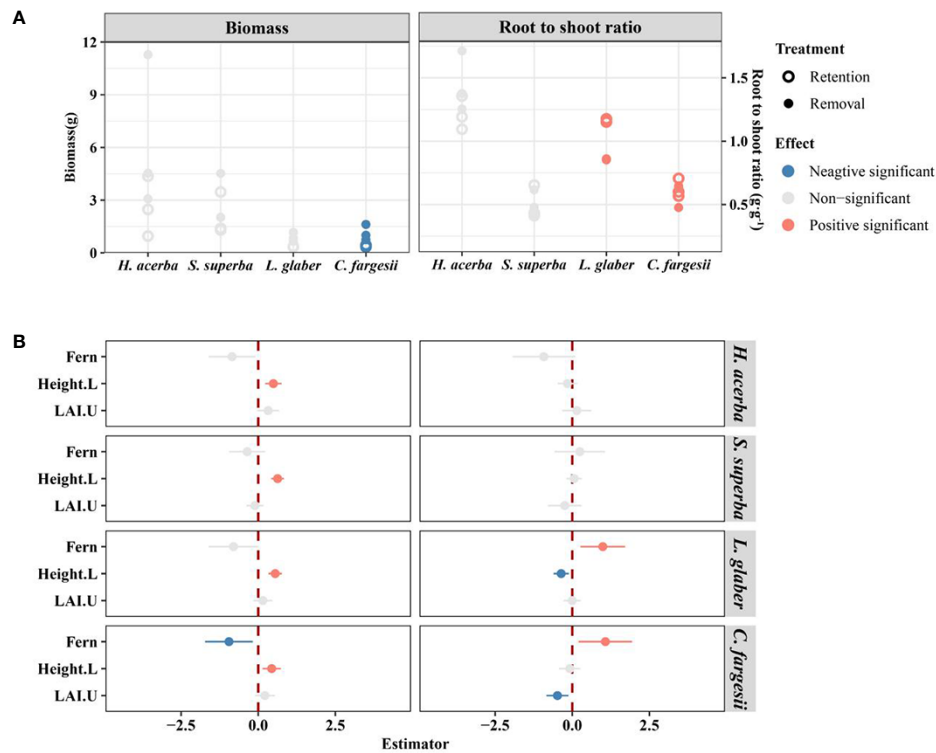 A
Biomass
Root to shoot ratio
12
9
6
3
0
Biomass(g)
H. acerba
S. superba
L. glaber
C. fargesii
1.5
1.0
0.5
Root to shoot ratio (g·g-1)
H. acerba
S. superba
L. glaber
C. fargesii
Treatment
Retention
Removal
Effect
Neagtive significant
Non−significant
Positive significant
B
Fern
Height.L
LAI.U
H. acerba
Fern
Height.L
LAI.U
S. superba
Fern
Height.L
LAI.U
L. glaber
Fern
Height.L
LAI.U
C. fargesii
−2.5
0.0
2.5
−2.5
0.0
2.5
Estimator